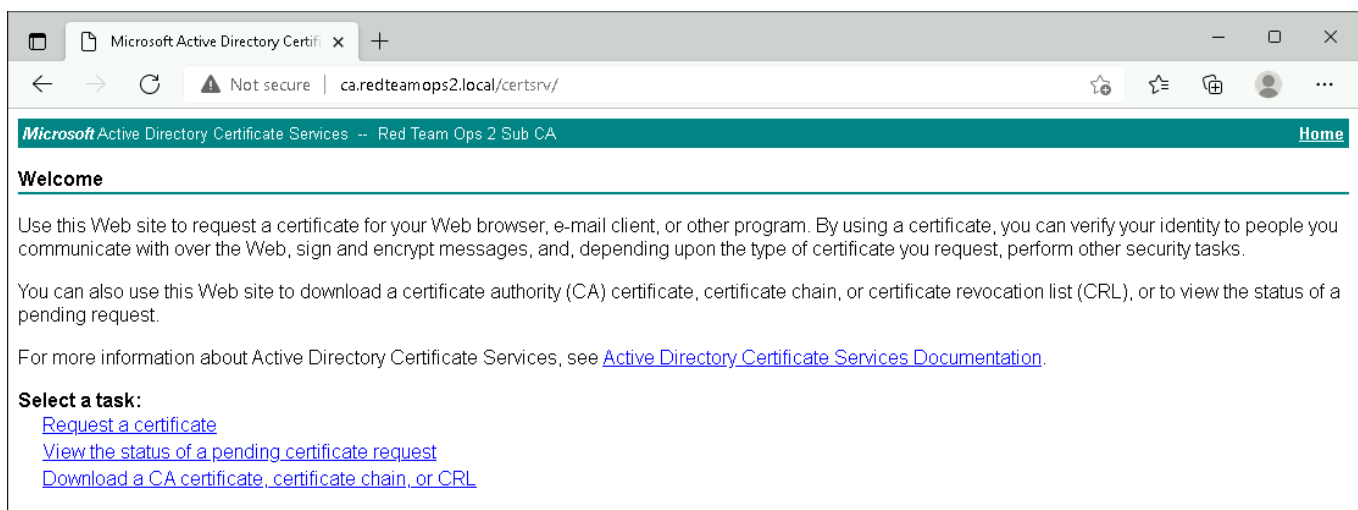 Microsoft Active Directory Certifi
Not secure | ca.redteamops2.local/certsrv/
Microsoft Active Directory Certificate Services -- Red Team Ops 2 Sub CA Home
Welcome
Use this Web site to request a certificate for your Web browser, e-mail client, or other program. By using a certificate, you can verify your identity to people you
communicate with over the Web, sign and encrypt messages, and, depending upon the type of certificate you request, perform other security tasks.
You can also use this Web site to download a certificate authority (CA) certificate, certificate chain, or certificate revocation list (CRL), or to view the status of a
pending request.
For more information about Active Directory Certificate Services, see Active Directory Certificate Services Documentation.
Select a task:
Request a certificate
View the status of a pending certificate request
Download a CA certificate, certificate chain, or CRL